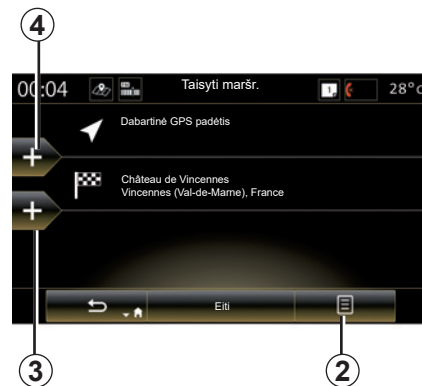 4
00:04
Taisyti maršr.
1
28°c
Dabartinė GPS padėtis
Château de Vincennes
Vincennes (Val-de-Marne), France
Eiti
3
2